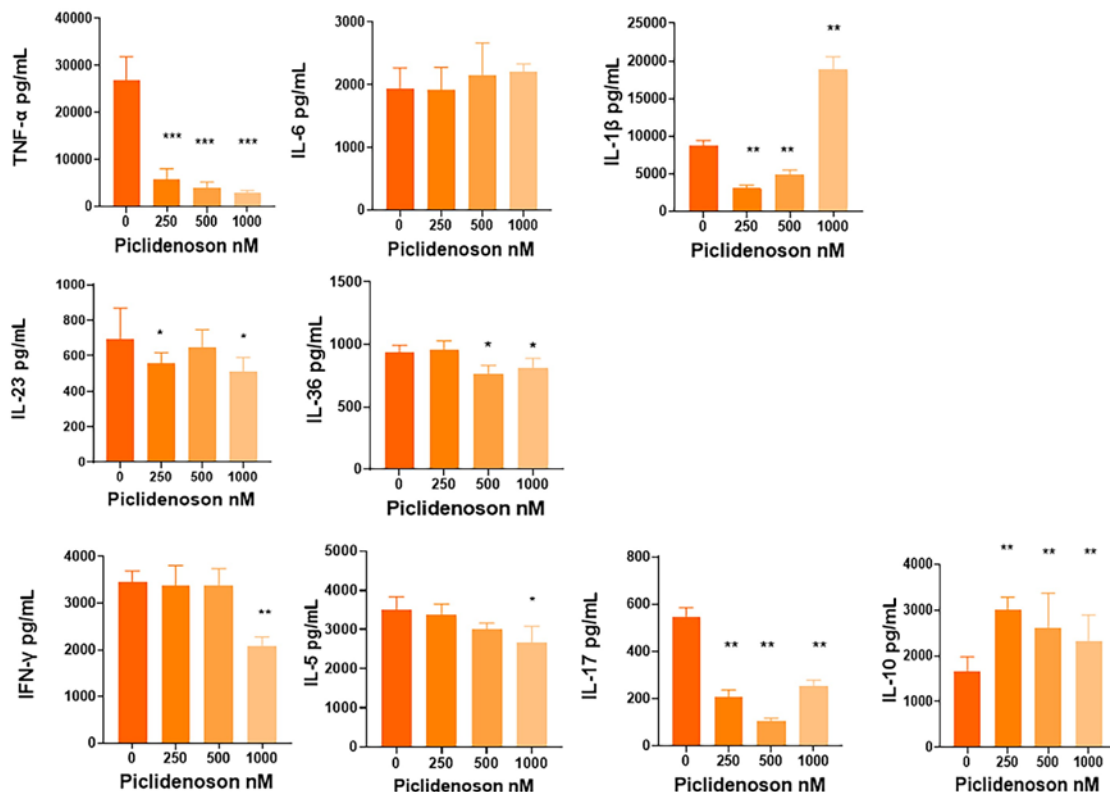 TNF-α pg/mL
40000
30000
20000
10000
0
*** *** ***
0 250 500 1000
Piclidenoson nM
IL-6 pg/mL
3000
2000
1000
0
0 250 500 1000
Piclidenoson nM
IL-1β pg/mL
25000
20000
15000
10000
5000
0
** ** **
0 250 500 1000
Piclidenoson nM
IL-23 pg/mL
1000
800
600
400
200
0
* *
0 250 500 1000
Piclidenoson nM
IL-36 pg/mL
1500
1000
500
0
* *
0 250 500 1000
Piclidenoson nM
IFN-γ pg/mL
4000
3000
2000
1000
0
**
0 250 500 1000
Piclidenoson nM
IL-5 pg/mL
5000
4000
3000
2000
1000
0
*
0 250 500 1000
Piclidenoson nM
IL-17 pg/mL
800
600
400
200
0
** ** **
0 250 500 1000
Piclidenoson nM
IL-10 pg/mL
4000
3000
2000
1000
0
** ** **
0 250 500 1000
Piclidenoson nM